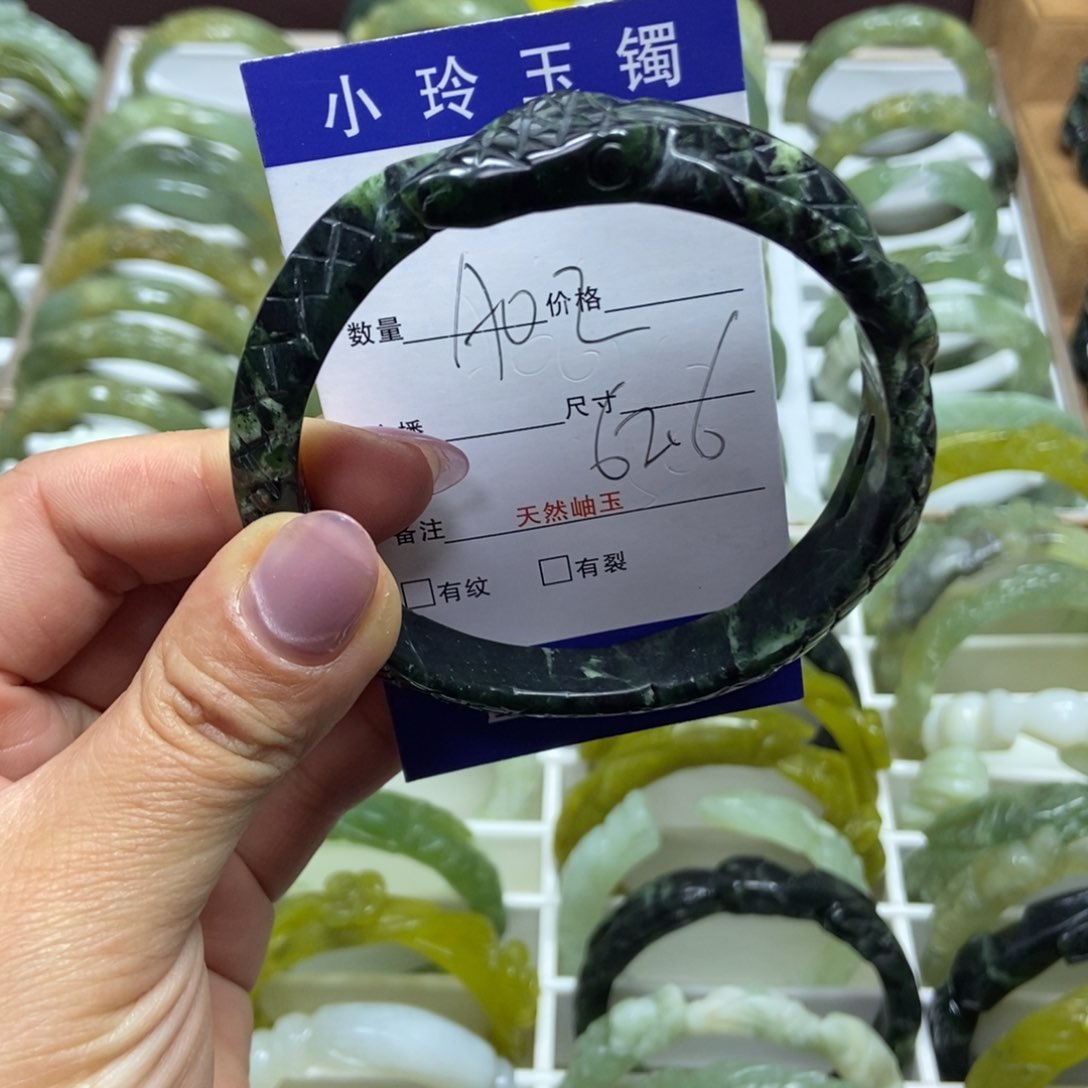 小玲玉镯
数量 A02 价格
播 尺寸 62.6
备注 天然岫玉
有纹 有裂